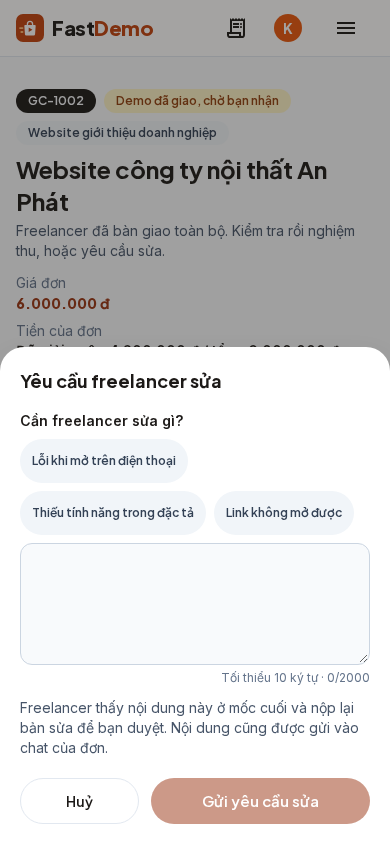 FastDemo
K
GC-1002
Demo đã giao, chờ bạn nhận
Website giới thiệu doanh nghiệp
Website công ty nội thất An
Phát
Freelancer đã bàn giao toàn bộ. Kiểm tra rồi nghiệm
thu, hoặc yêu cầu sửa.
Giá đơn
6.000.000 đ
Tiền của đơn
Yêu cầu freelancer sửa
Cần freelancer sửa gì?
Lỗi khi mở trên điện thoại
Thiếu tính năng trong đặc tả
Link không mở được
Tối thiểu 10 ký tự · 0/2000
Freelancer thấy nội dung này ở mốc cuối và nộp lại
bản sửa để bạn duyệt. Nội dung cũng được gửi vào
chat của đơn.
Huỷ
Gửi yêu cầu sửa